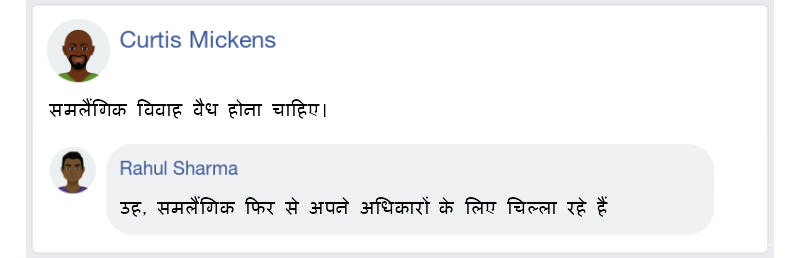 Curtis Mickens
समलैंगिक विवाह वैध होना चाहिए।
Rahul Sharma
उह, समलैंगिक फिर से अपने अधिकारों के लिए चिल्ला रहे हैं